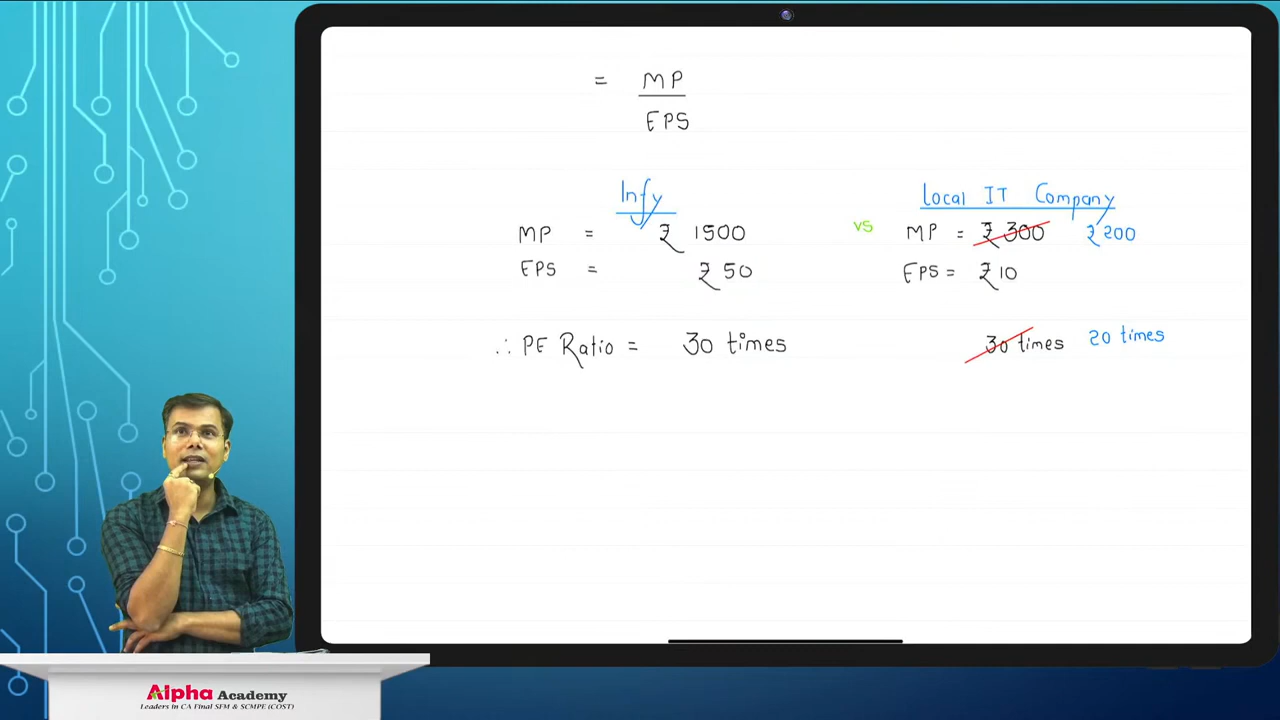 = MP
EPS
Infy
MP = ₹ 1500
EPS = ₹ 50
∴ PE Ratio = 30 times
vs
Local IT Company
MP = ₹ 300 ₹ 200
EPS = ₹ 10
30 times 20 times
Alpha Academy
Leaders in CA Final SFM & SCMPE (COST)